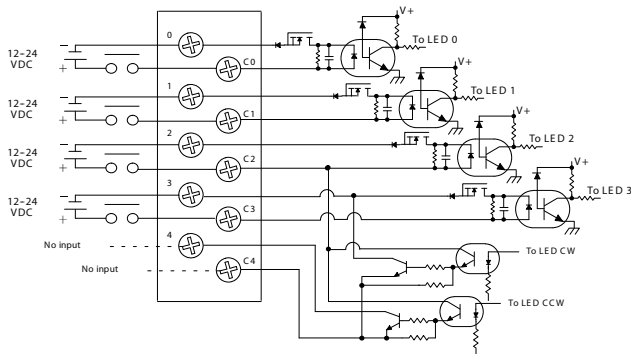 V+
0
To LED 0
12–24
VDC
–
+
C0
V+
1
To LED 1
12–24
VDC
–
+
C1
V+
2
To LED 2
12–24
VDC
–
+
C2
V+
3
To LED 3
12–24
VDC
–
+
C3
No input
4
To LED CW
No input
C4
To LED CCW